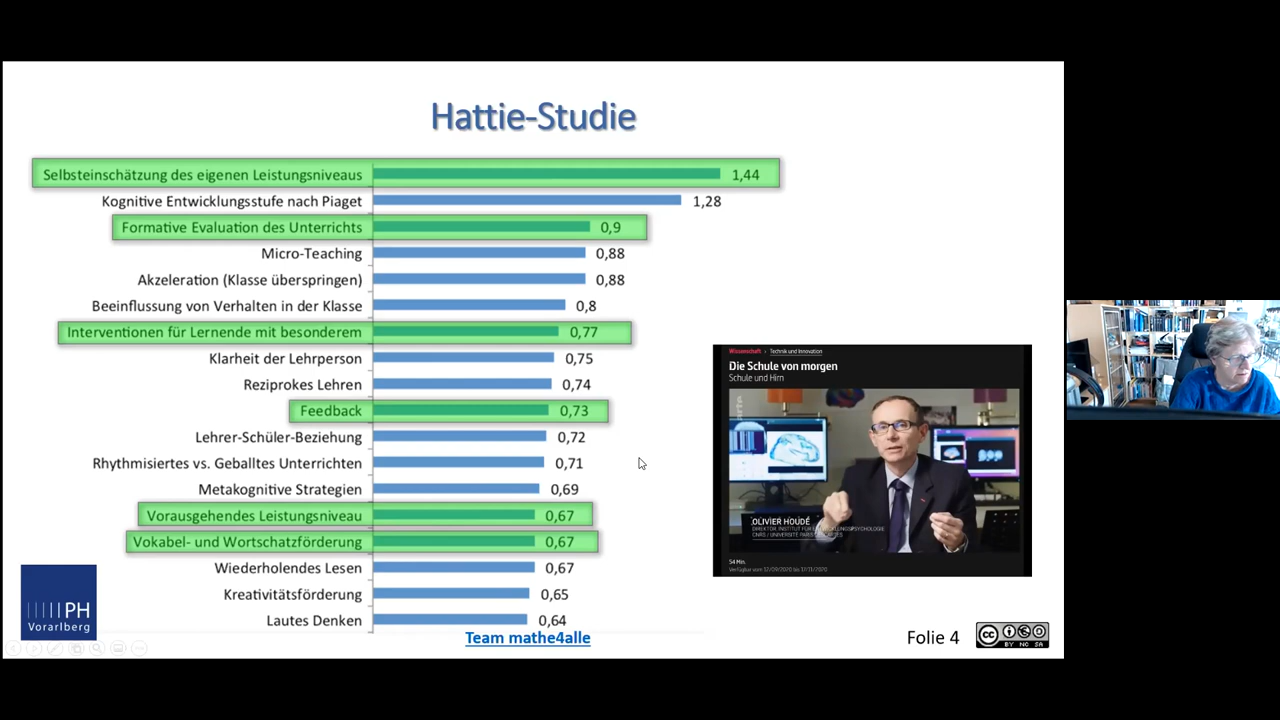 Hattie-Studie
Selbsteinschätzung des eigenen Leistungsniveaus 1,44
Kognitive Entwicklungsstufe nach Piaget 1,28
Formative Evaluation des Unterrichts 0,9
Micro-Teaching 0,88
Akzeleration (Klasse überspringen) 0,88
Beeinflussung von Verhalten in der Klasse 0,8
Interventionen für Lernende mit besonderem 0,77
Klarheit der Lehrperson 0,75
Reziprokes Lehren 0,74
Feedback 0,73
Lehrer-Schüler-Beziehung 0,72
Rhythmisiertes vs. Geballtes Unterrichten 0,71
Metakognitive Strategien 0,69
Vorausgehendes Leistungsniveau 0,67
Vokabel- und Wortschatzförderung 0,67
Wiederholendes Lesen 0,67
Kreativitätsförderung 0,65
Lautes Denken 0,64
Wissenschaft › Technik und Innovation
Die Schule von morgen
Schule und Hirn
arte
OLIVIER HOUDÉ
54 Min.
PH
Vorarlberg
Team mathe4alle
Folie 4
cc
BY NC SA